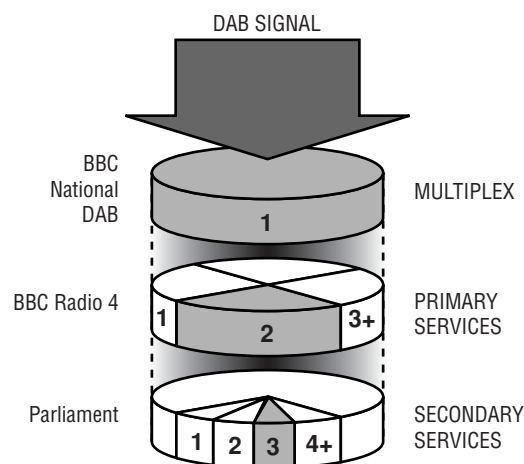 DAB SIGNAL
BBC
National
DAB
MULTIPLEX
1
BBC Radio 4
PRIMARY
SERVICES
1
2
3+
Parliament
SECONDARY
SERVICES
1
2
3
4+